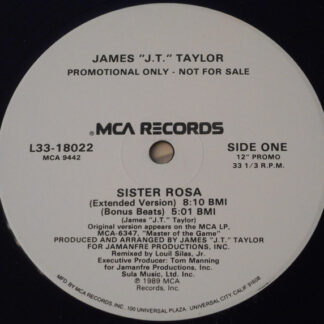 JAMES "J.T." TAYLOR
PROMOTIONAL ONLY - NOT FOR SALE
MCA RECORDS
L33-18022 SIDE ONE
MCA 9442 12" PROMO
33 1/3 R.P.M.
SISTER ROSA
(Extended Version) 8:10 BMI
(Bonus Beats) 5:01 BMI
(James "J.T." Taylor)
Original version appears on the MCA LP,
MCA-6347, "Master of the Game"
PRODUCED AND ARRANGED BY JAMES "J.T." TAYLOR
FOR JAMANFRE PRODUCTIONS, INC.
Remixed by Louil Silas, Jr.
Executive Producer: Tom Manning
for Jamanfre Productions, Inc.
Sula Music, Ltd. Inc.
℗ 1989 MCA
Records, Inc.
MFD BY MCA RECORDS, INC. 100 UNIVERSAL PLAZA, UNIVERSAL CITY CALIF 91608